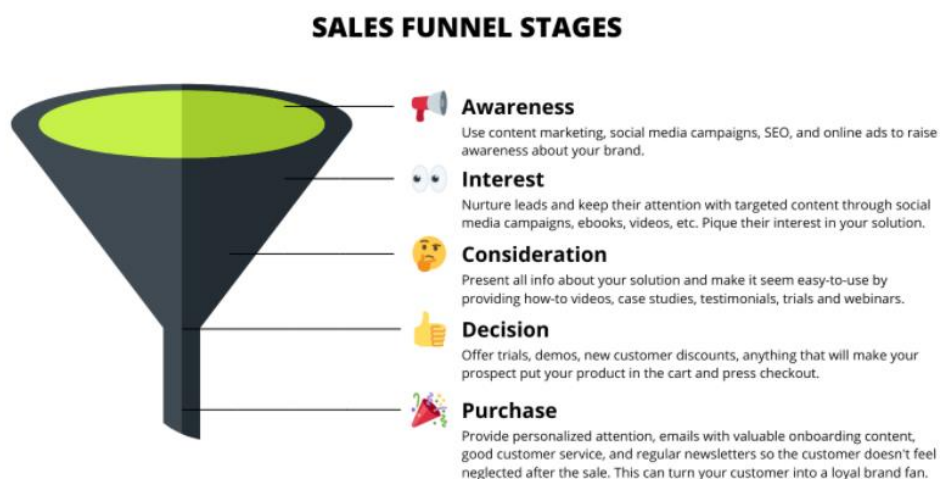 SALES FUNNEL STAGES
Awareness
Use content marketing, social media campaigns, SEO, and online ads to raise
awareness about your brand.
Interest
Nurture leads and keep their attention with targeted content through social
media campaigns, ebooks, videos, etc. Pique their interest in your solution.
Consideration
Present all info about your solution and make it seem easy-to-use by
providing how-to videos, case studies, testimonials, trials and webinars.
Decision
Offer trials, demos, new customer discounts, anything that will make your
prospect put your product in the cart and press checkout.
Purchase
Provide personalized attention, emails with valuable onboarding content,
good customer service, and regular newsletters so the customer doesn't feel
neglected after the sale. This can turn your customer into a loyal brand fan.